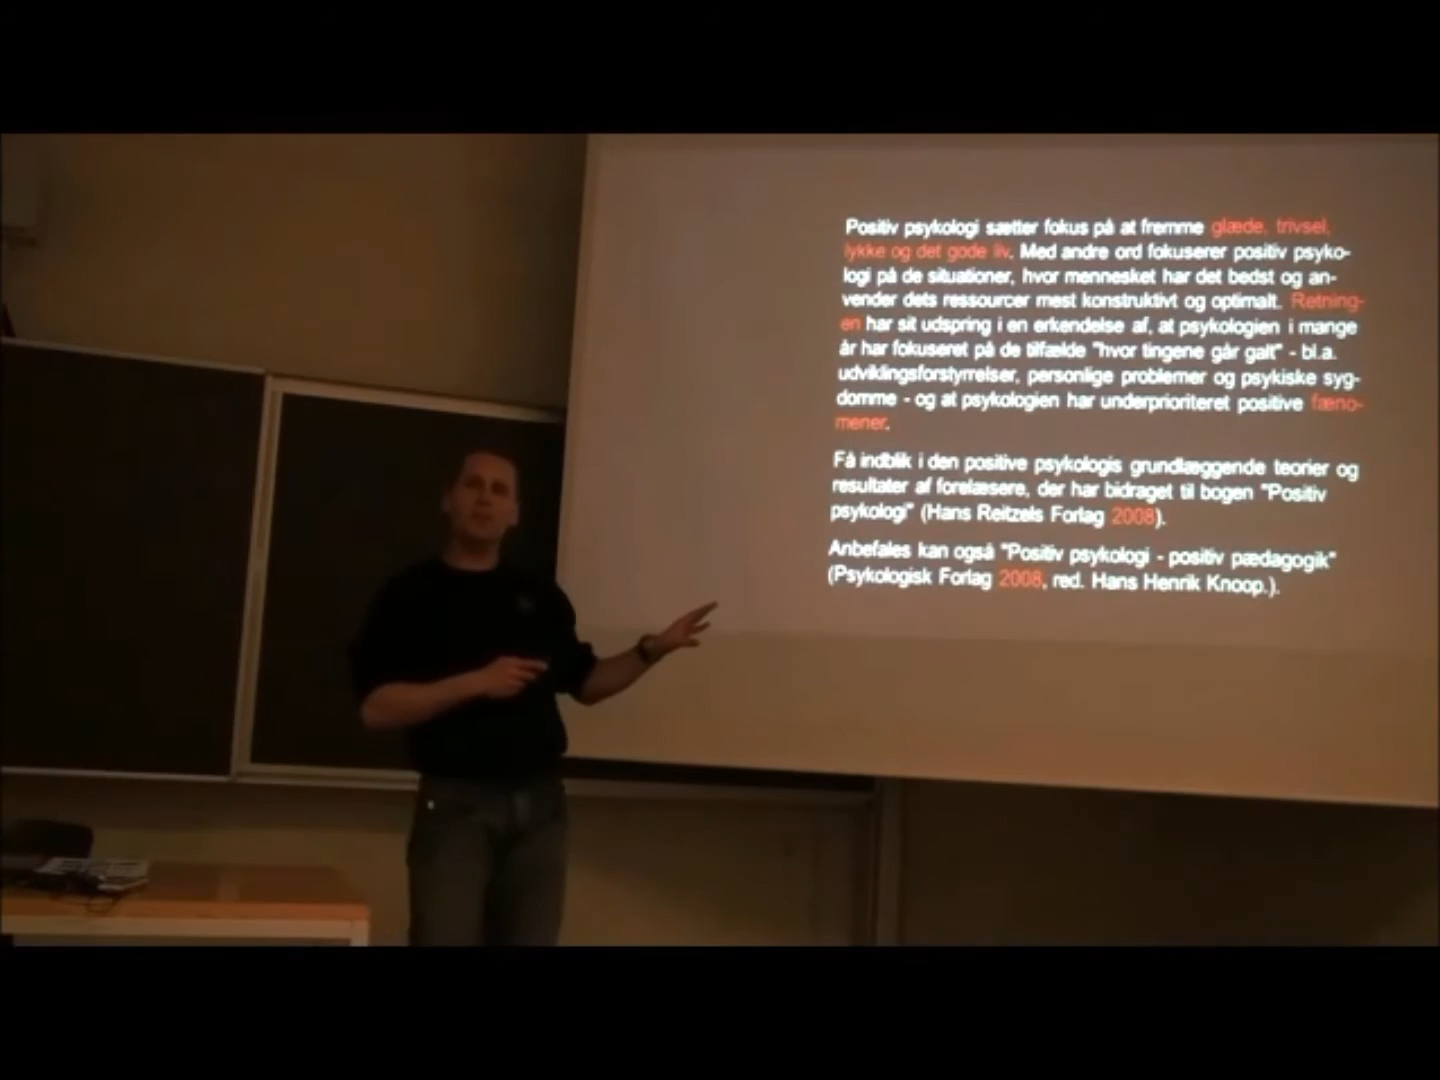 Positiv psykologi sætter fokus på at fremme glæde, trivsel,
lykke og det gode liv. Med andre ord fokuserer positiv psyko-
logi på de situationer, hvor mennesket har det bedst og an-
vender dets ressourcer mest konstruktivt og optimalt. Retning-
en har sit udspring i en erkendelse af, at psykologien i mange
år har fokuseret på de tilfælde "hvor tingene går galt" - bl.a.
udviklingsforstyrrelser, personlige problemer og psykiske syg-
domme - og at psykologien har underprioriteret positive fæno-
mener.
Få indblik i den positive psykologis grundlæggende teorier og
resultater af forelæsere, der har bidraget til bogen "Positiv
psykologi" (Hans Reitzels Forlag 2008).
Anbefales kan også "Positiv psykologi - positiv pædagogik"
(Psykologisk Forlag 2008, red. Hans Henrik Knoop.).